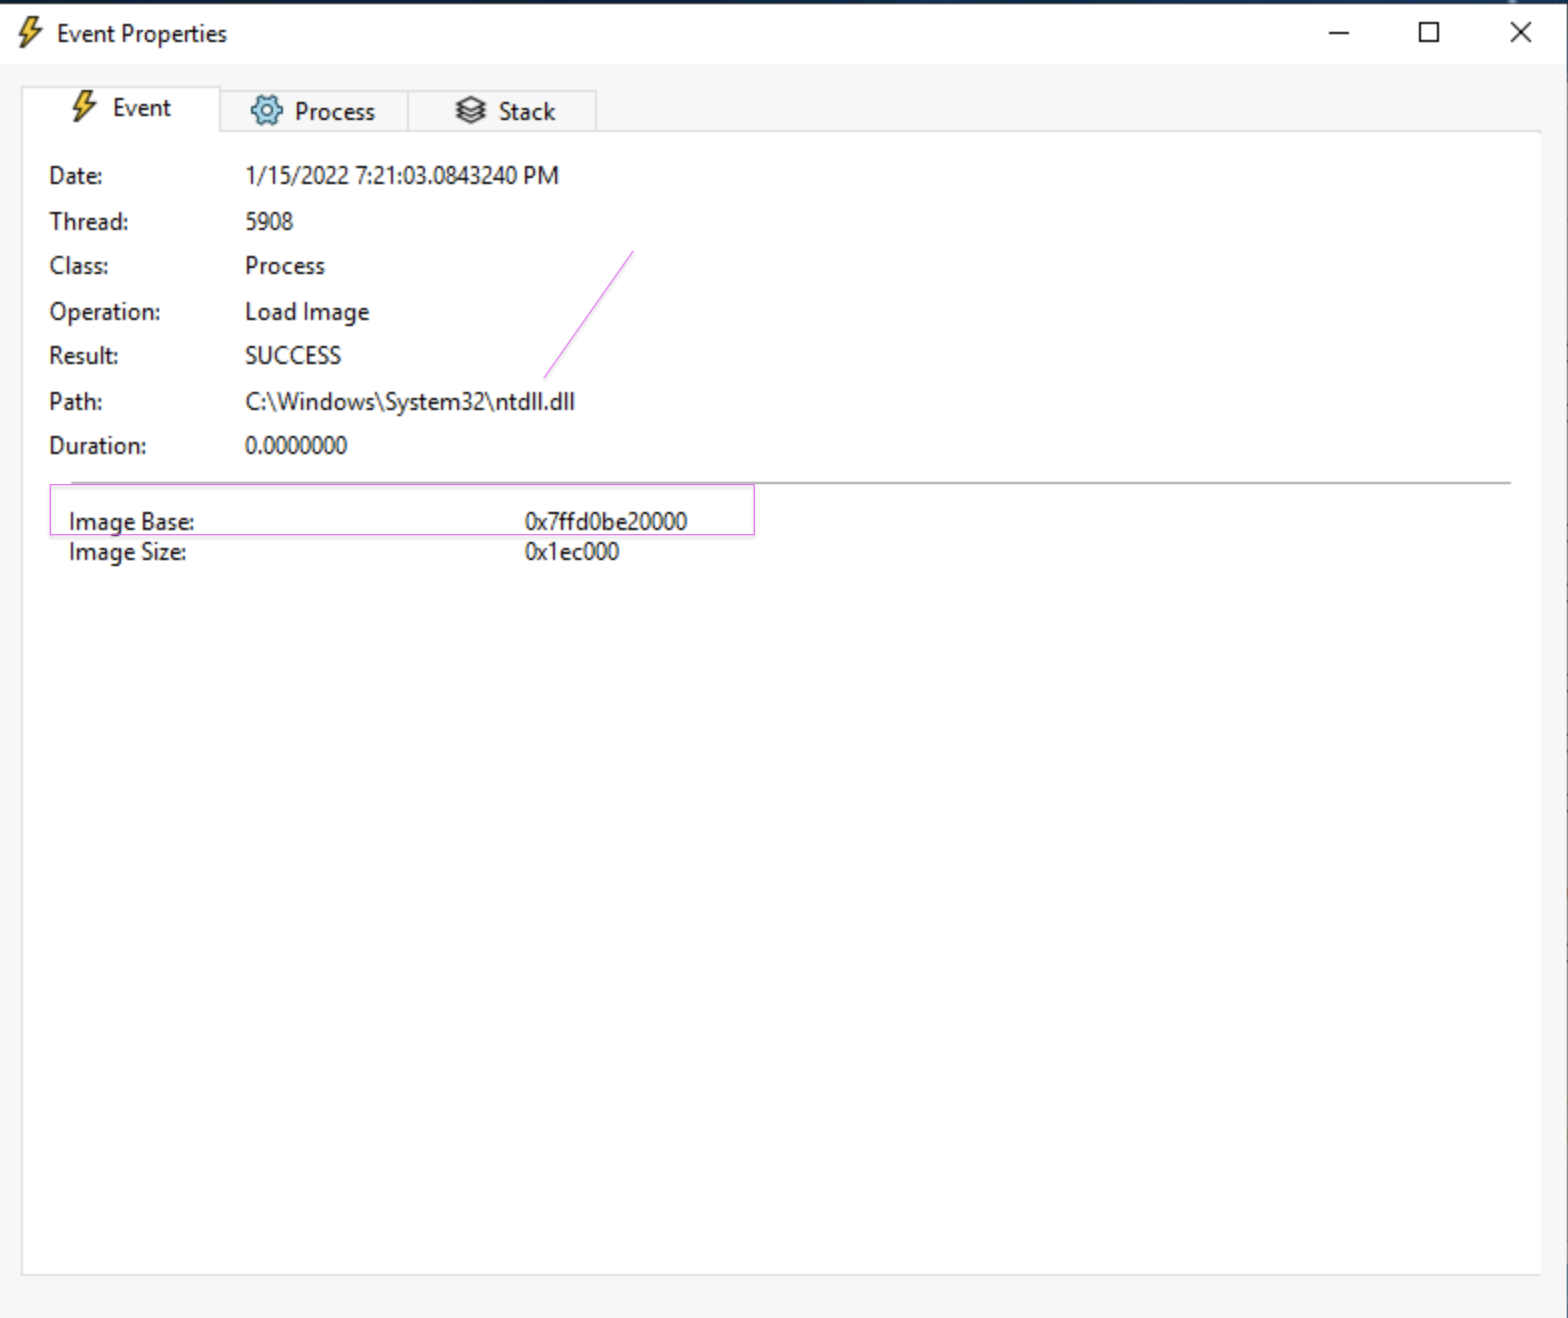 Event Properties
Event Process Stack
Date: 1/15/2022 7:21:03.0843240 PM
Thread: 5908
Class: Process
Operation: Load Image
Result: SUCCESS
Path: C:\Windows\System32\ntdll.dll
Duration: 0.0000000
Image Base: 0x7ffd0be20000
Image Size: 0x1ec000